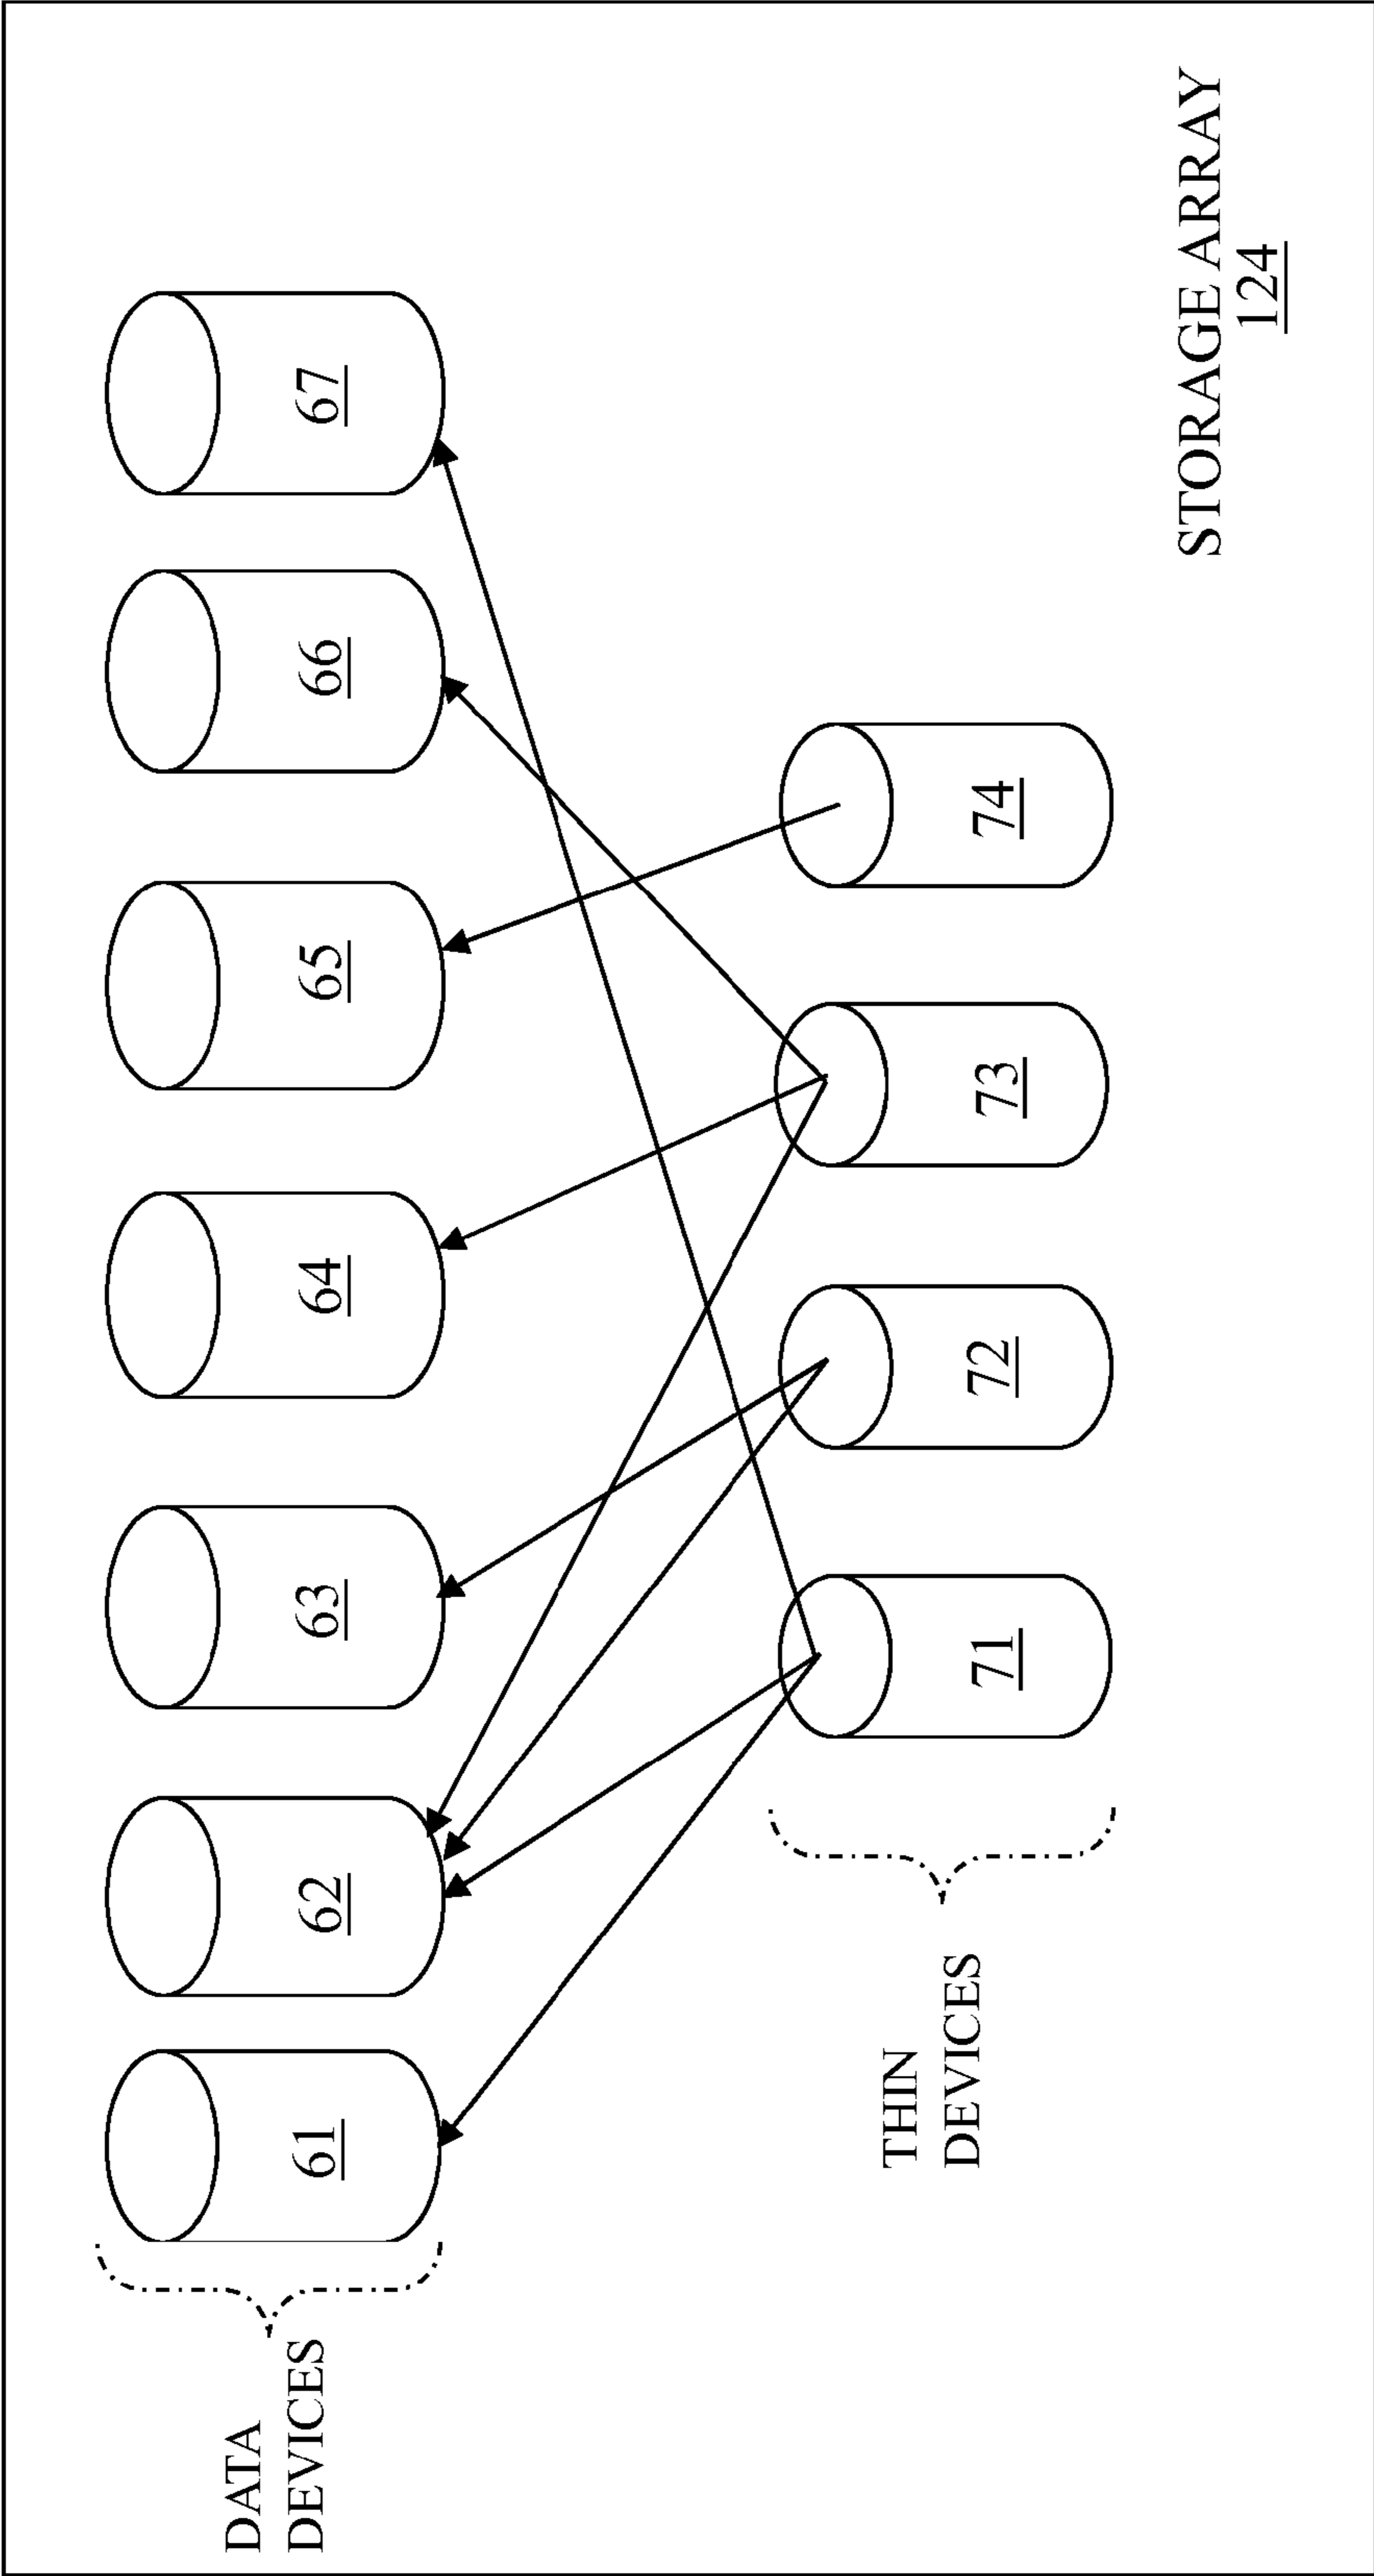 DATA
DEVICES
61
62
63
64
65
66
67
THIN
DEVICES
71
72
73
74
STORAGE ARRAY
124